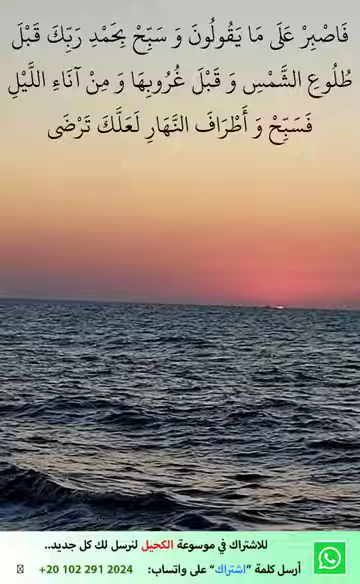 فَاصْبِرْ عَلَى مَا يَقُولُونَ وَ سَبِّحْ بِحَمْدِ رَبِّكَ قَبْلَ
طُلُوعِ الشَّمْسِ وَ قَبْلَ غُرُوبِهَا وَ مِنْ آنَاءِ اللَّيْلِ
فَسَبِّحْ وَ أَطْرَافَ النَّهَارِ لَعَلَّكَ تَرْضَى
للاشتراك في موسوعة الكحيل لنرسل لك كل جديد..
أرسل كلمة "اشتراك" على واتساب: +20 102 291 2024